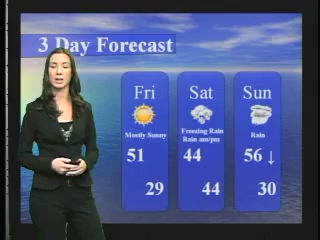 3 Day Forecast
Fri
Mostly Sunny
51
29
Sat
Freezing Rain
Rain am/pm
44
44
Sun
Rain
56 ↓
30